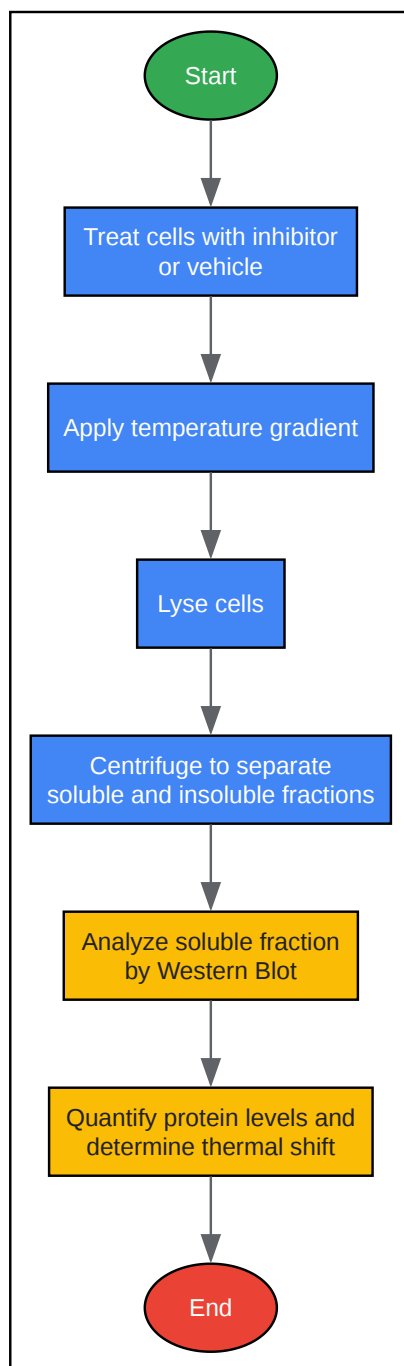 Start
Treat cells with inhibitor
or vehicle
Apply temperature gradient
Lyse cells
Centrifuge to separate
soluble and insoluble fractions
Analyze soluble fraction
by Western Blot
Quantify protein levels and
determine thermal shift
End